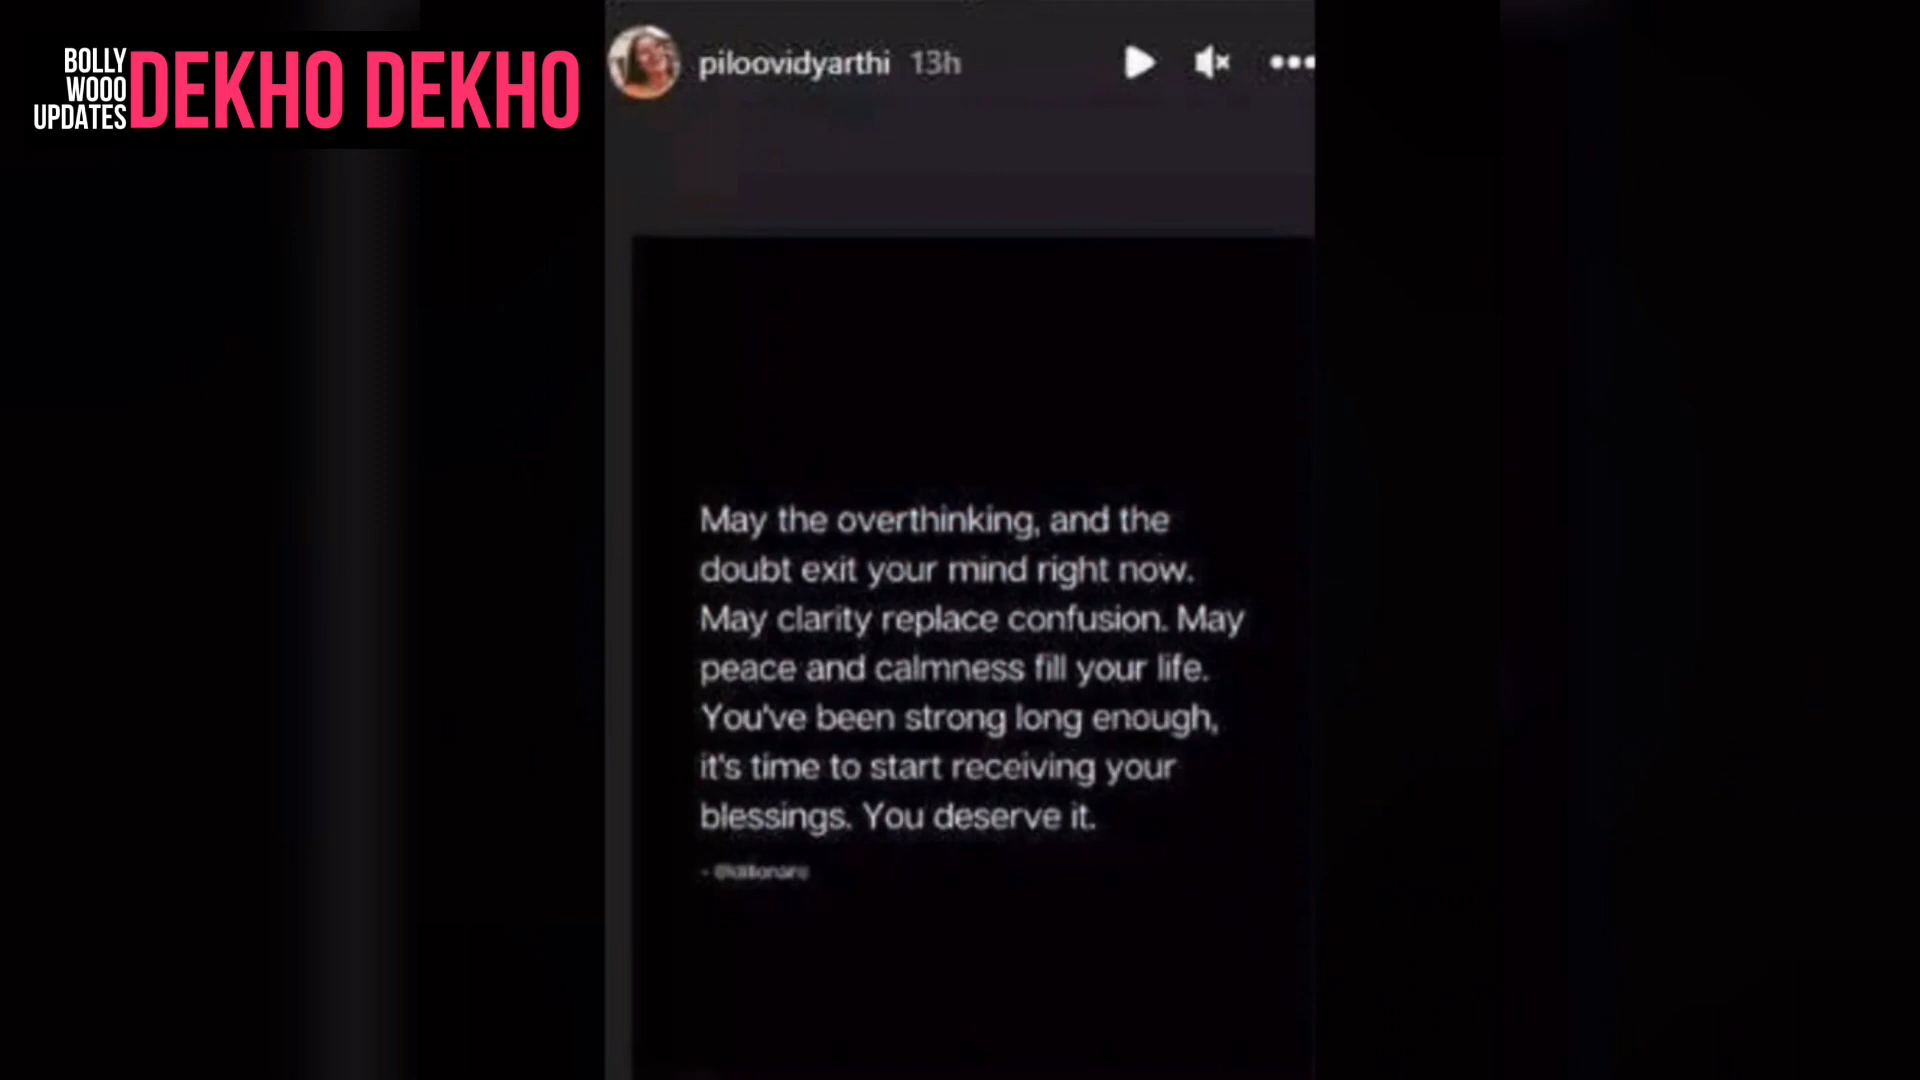 BOLLY
WOOO
UPDATES
DEKHO DEKHO
piloovidyarthi 13h
May the overthinking, and the
doubt exit your mind right now.
May clarity replace confusion. May
peace and calmness fill your life.
You've been strong long enough,
it's time to start receiving your
blessings. You deserve it.